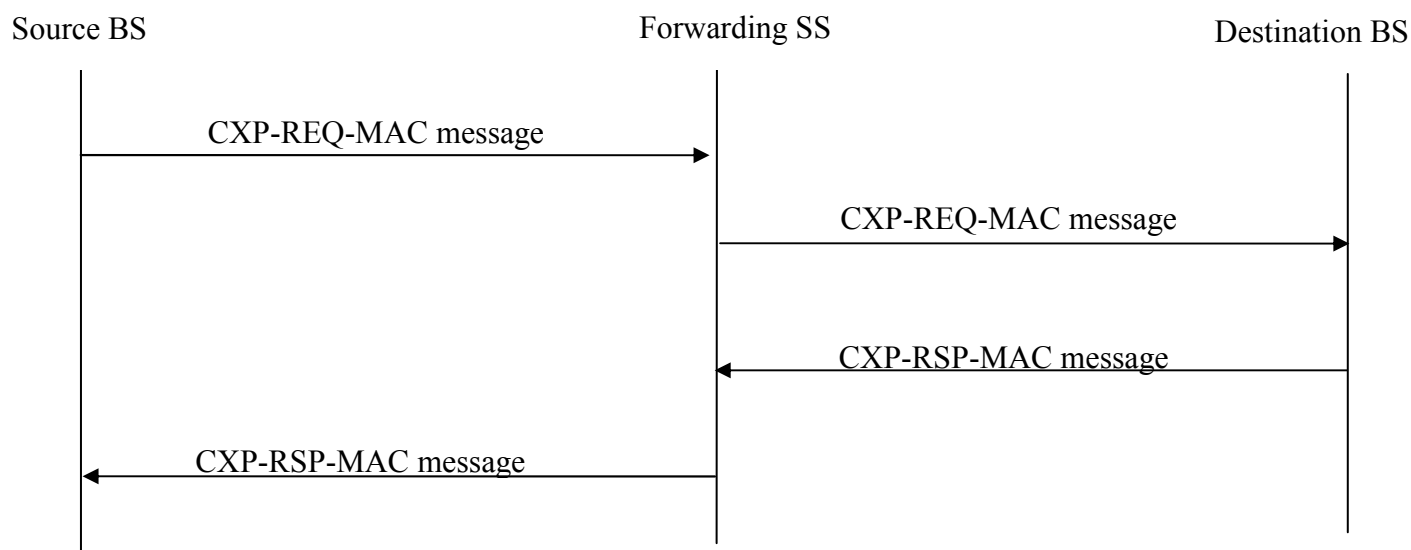 Source BS
Forwarding SS
Destination BS
CXP-REQ-MAC message
CXP-REQ-MAC message
CXP-RSP-MAC message
CXP-RSP-MAC message